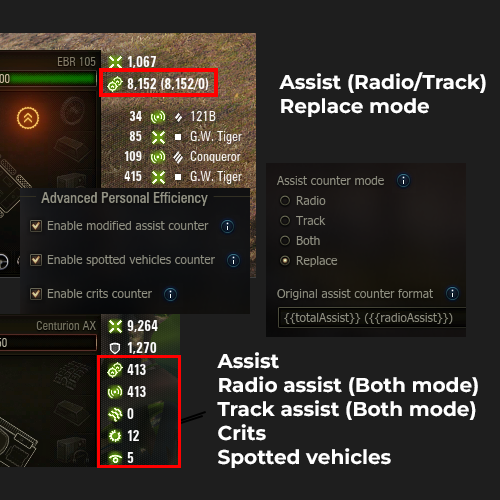 EBR 105
1,067
00
8,152 (8,152/0)
Assist (Radio/Track)
Replace mode
34 121B
85 G.W. Tiger
109 Conqueror
415 G.W. Tiger
Advanced Personal Efficiency
Enable modified assist counter
Enable spotted vehicles counter
Enable crits counter
Assist counter mode
Radio
Track
Both
Replace
Original assist counter format
{{totalAssist}} ({{radioAssist}})
Centurion AX
9,264
50
1,270
413
413
0
12
5
Assist
Radio assist (Both mode)
Track assist (Both mode)
Crits
Spotted vehicles